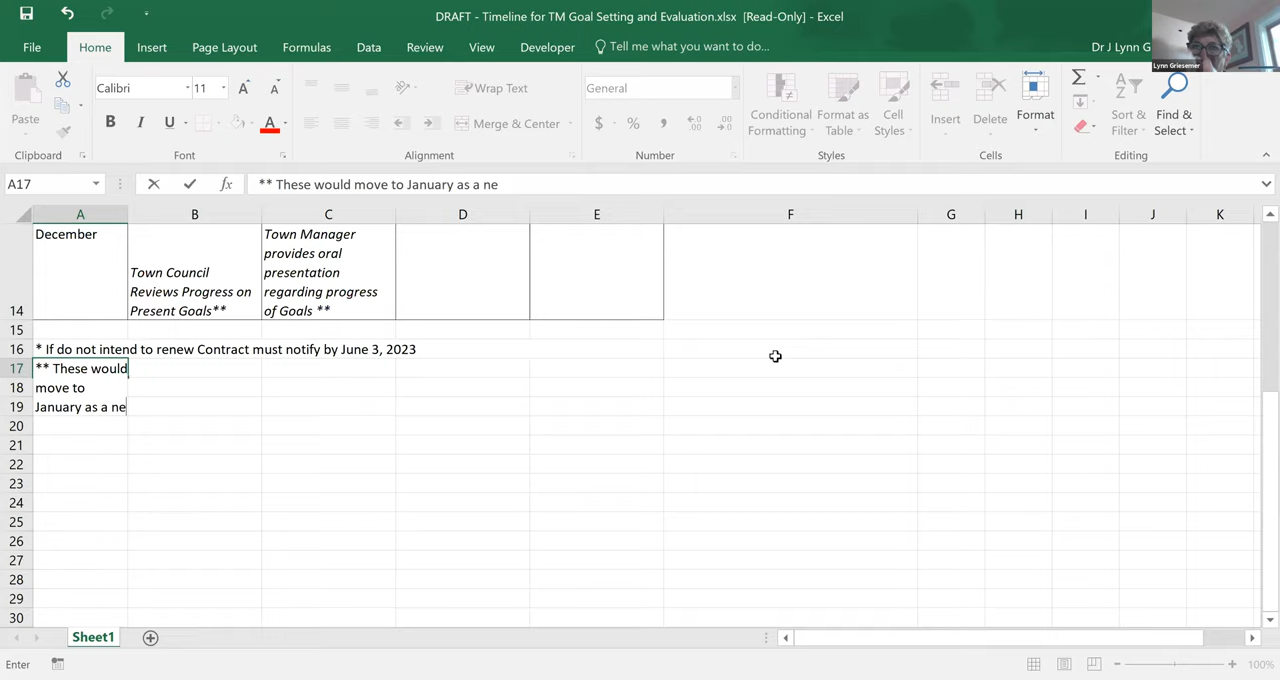 DRAFT - Timeline for TM Goal Setting and Evaluation.xlsx [Read-Only] - Excel
File Home Insert Page Layout Formulas Data Review View Developer Tell me what you want to do... Dr J Lynn G
Lynn Griesemer
Calibri 11 Wrap Text General
Paste B I U A Merge & Center $ % , Conditional Formatting Format as Table Cell Styles Insert Delete Format Sort & Filter Find & Select
Clipboard Font Alignment Number Styles Cells Editing
A17 fx ** These would move to January as a ne
A B C D E F G H I J K
December
Town Council
Reviews Progress on
Present Goals**
Town Manager
provides oral
presentation
regarding progress
of Goals **
14
15
16 * If do not intend to renew Contract must notify by June 3, 2023
17 ** These would
18 move to
19 January as a ne
20
21
22
23
24
25
26
27
28
29
30
Sheet1
Enter 100%